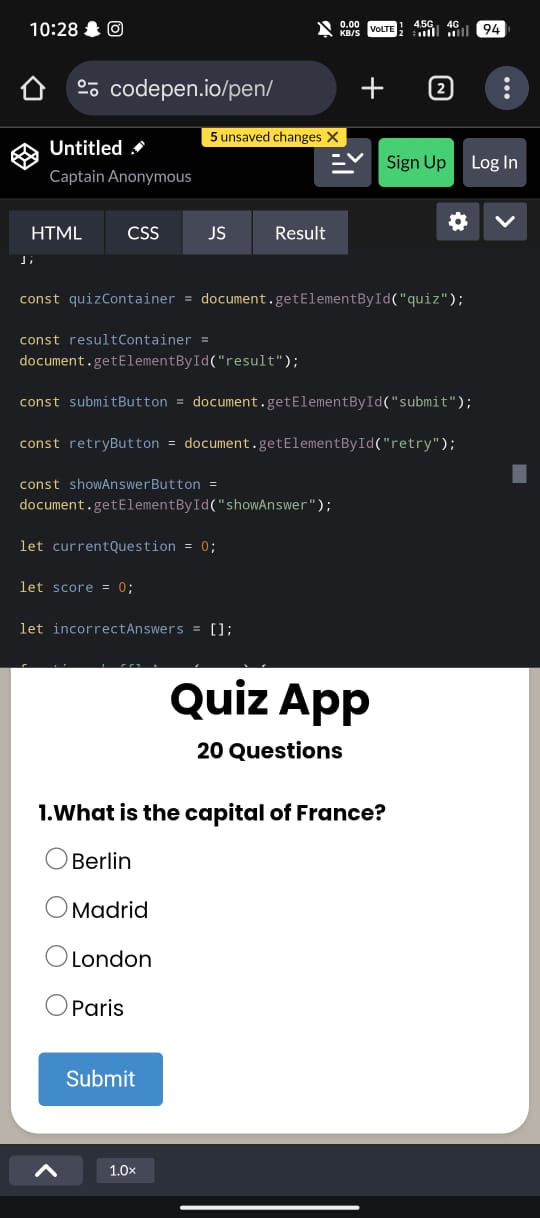 10:28
0.00
KB/S
VoLTE 1
2
4.5G
4G
94
codepen.io/pen/
2
5 unsaved changes
Untitled
Captain Anonymous
Sign Up
Log In
HTML
CSS
JS
Result
];
const quizContainer = document.getElementById("quiz");
const resultContainer =
document.getElementById("result");
const submitButton = document.getElementById("submit");
const retryButton = document.getElementById("retry");
const showAnswerButton =
document.getElementById("showAnswer");
let currentQuestion = 0;
let score = 0;
let incorrectAnswers = [];
Quiz App
20 Questions
1.What is the capital of France?
Berlin
Madrid
London
Paris
Submit
1.0×